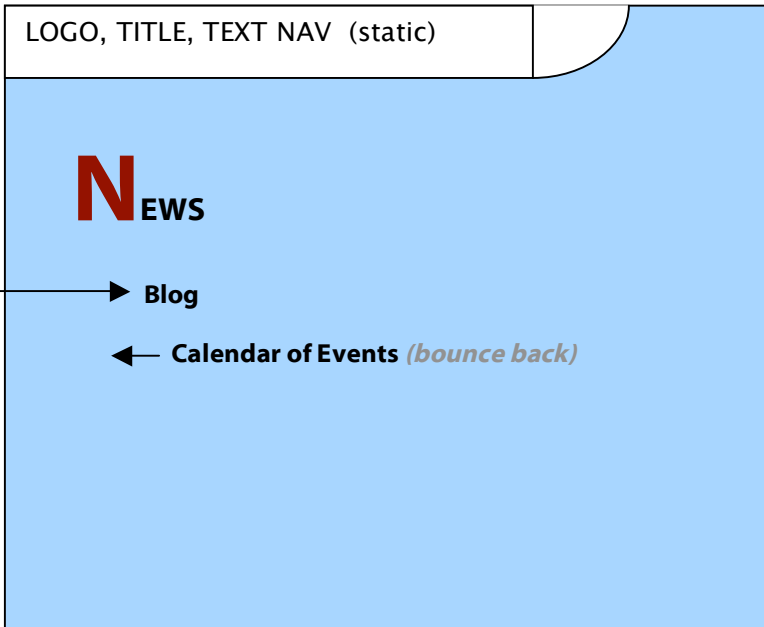 LOGO, TITLE, TEXT NAV (static)
NEWS
Blog
Calendar of Events (bounce back)